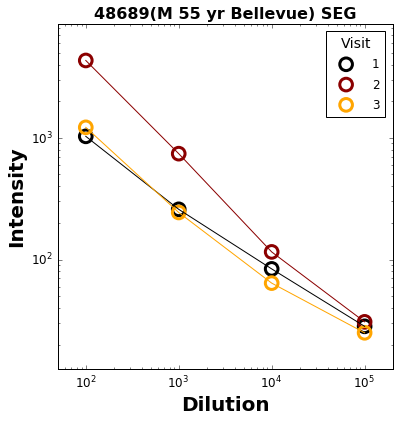 48689(M 55 yr Bellevue) SEG
Visit
1
2
3
Intensity
10³
10²
10² 10³ 10⁴ 10⁵
Dilution